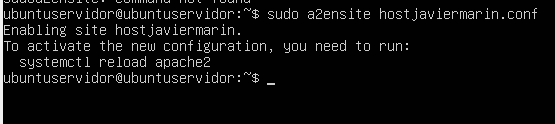 ubuntuservidor@ubuntuservidor:~$ sudo a2ensite hostjaviermarin.conf
Enabling site hostjaviermarin.
To activate the new configuration, you need to run:
  systemctl reload apache2
ubuntuservidor@ubuntuservidor:~$ _